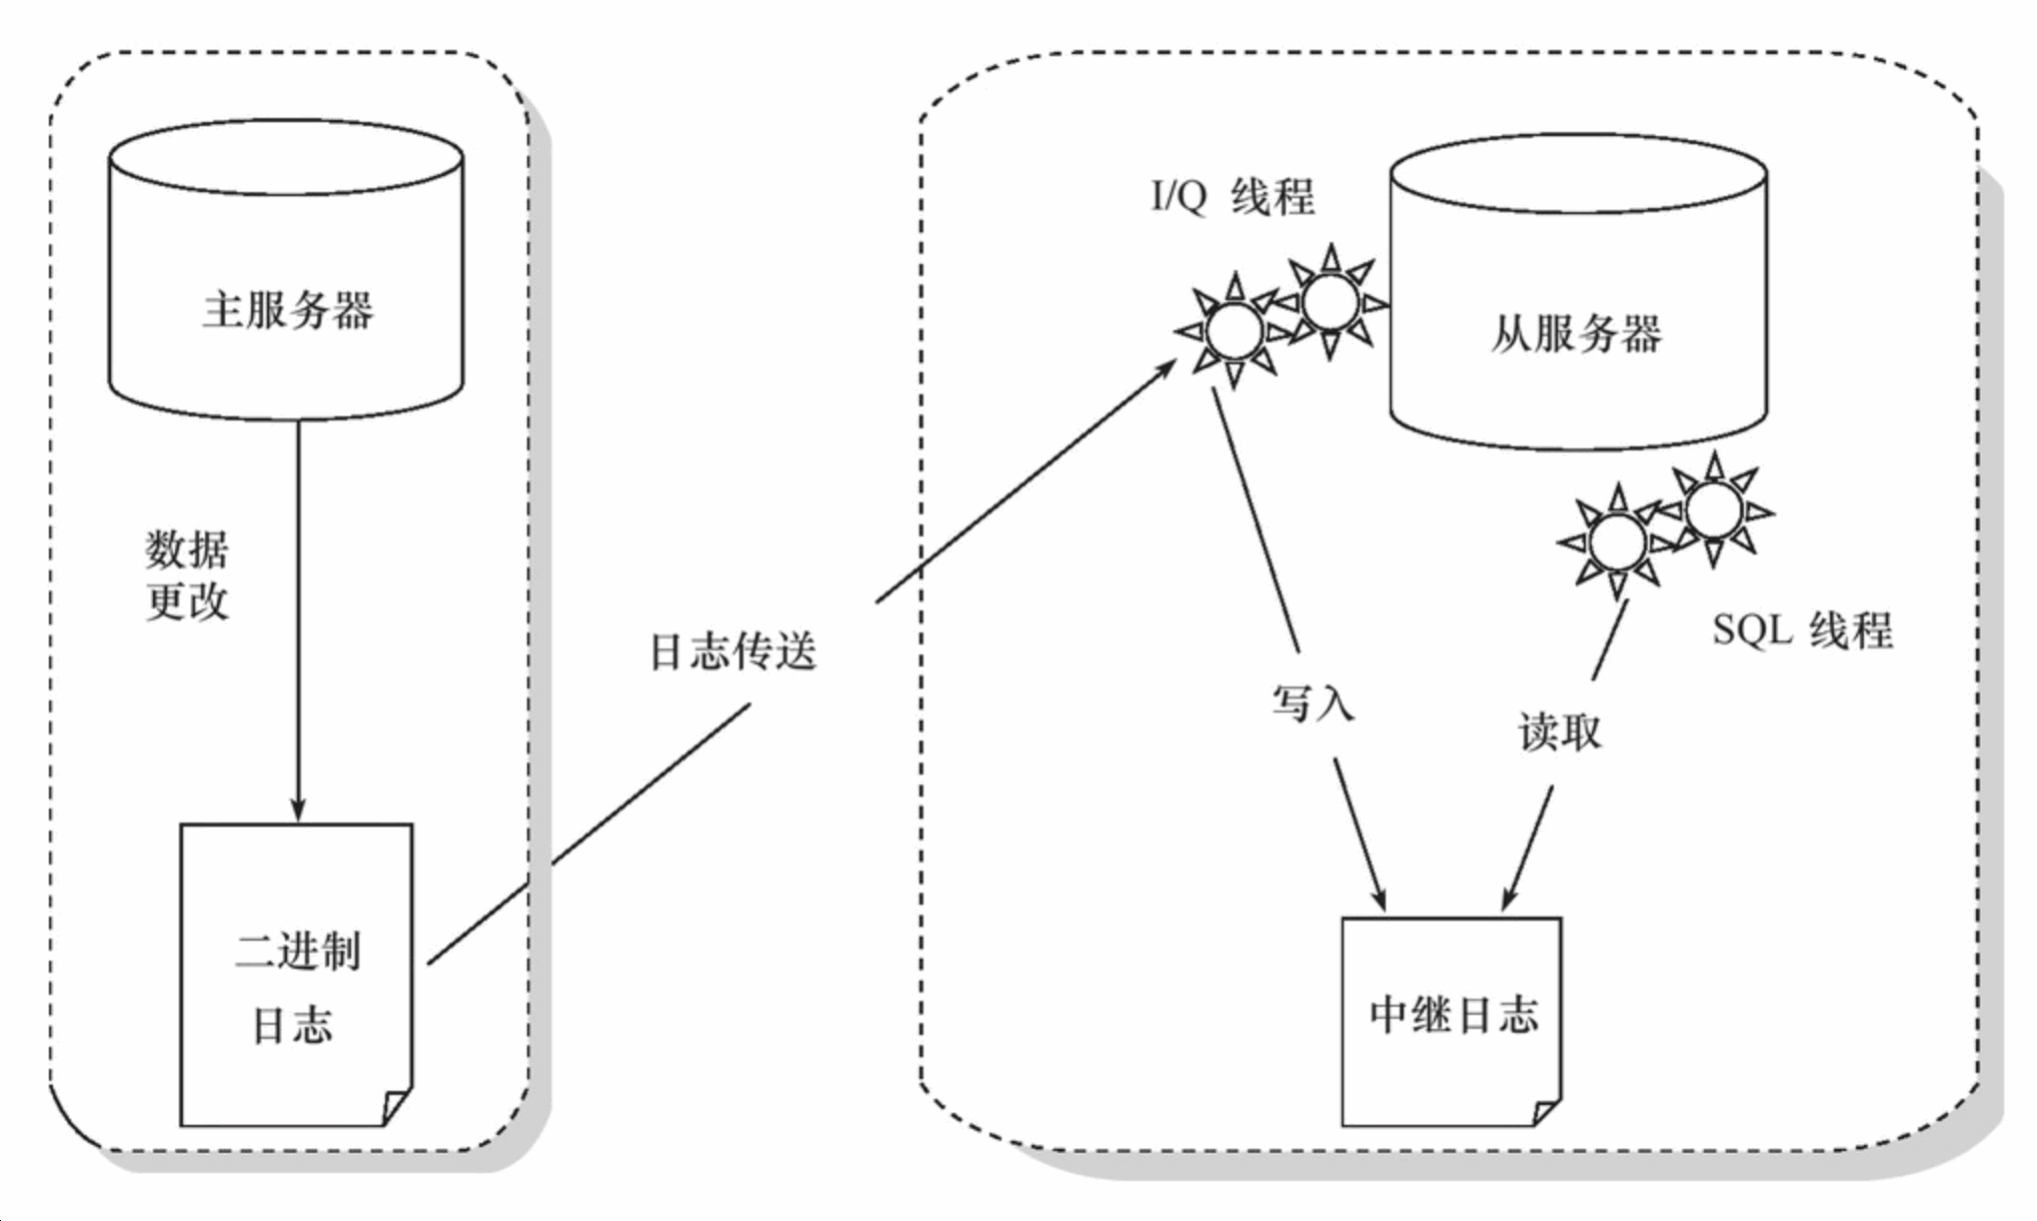 主服务器
数据
更改
二进制
日志
日志传送
I/Q 线程
从服务器
SQL 线程
写入
读取
中继日志